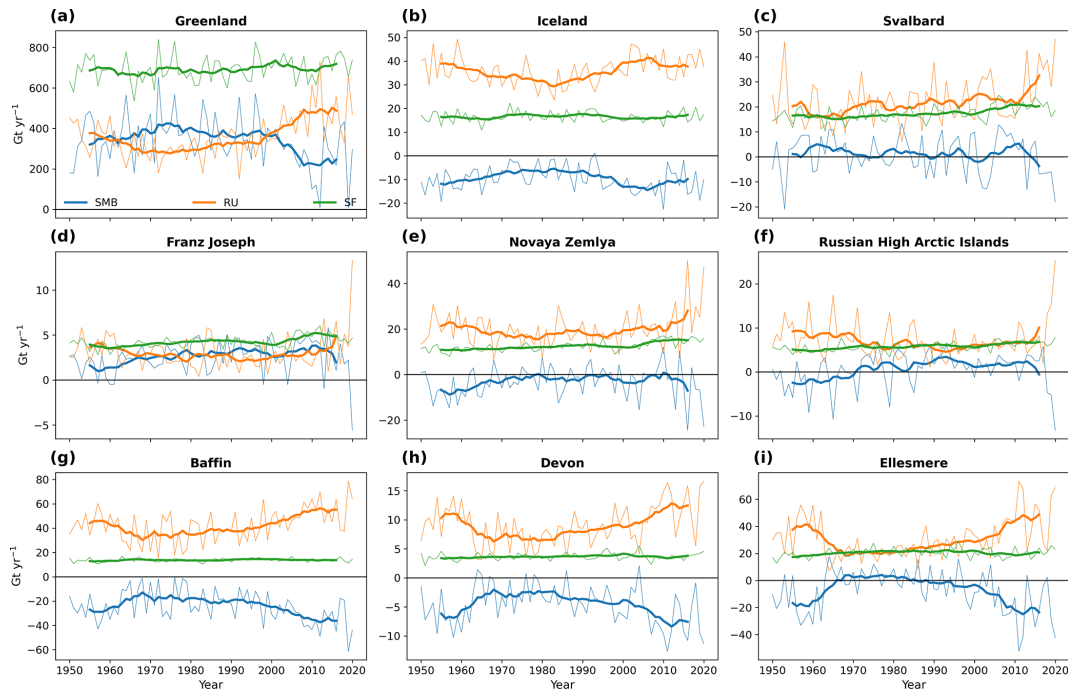 (a) Greenland
(b) Iceland
(c) Svalbard
Gt yr⁻¹
800
600
400
200
0
SMB RU SF
50
40
30
20
10
0
−10
−20
50
40
30
20
10
0
−10
−20
(d) Franz Joseph
(e) Novaya Zemlya
(f) Russian High Arctic Islands
10
5
0
−5
40
20
0
−20
20
10
0
−10
(g) Baffin
(h) Devon
(i) Ellesmere
Gt yr⁻¹
80
60
40
20
0
−20
−40
−60
15
10
5
0
−5
−10
60
40
20
0
−20
−40
1950 1960 1970 1980 1990 2000 2010 2020
1950 1960 1970 1980 1990 2000 2010 2020
1950 1960 1970 1980 1990 2000 2010 2020
Year
Year
Year